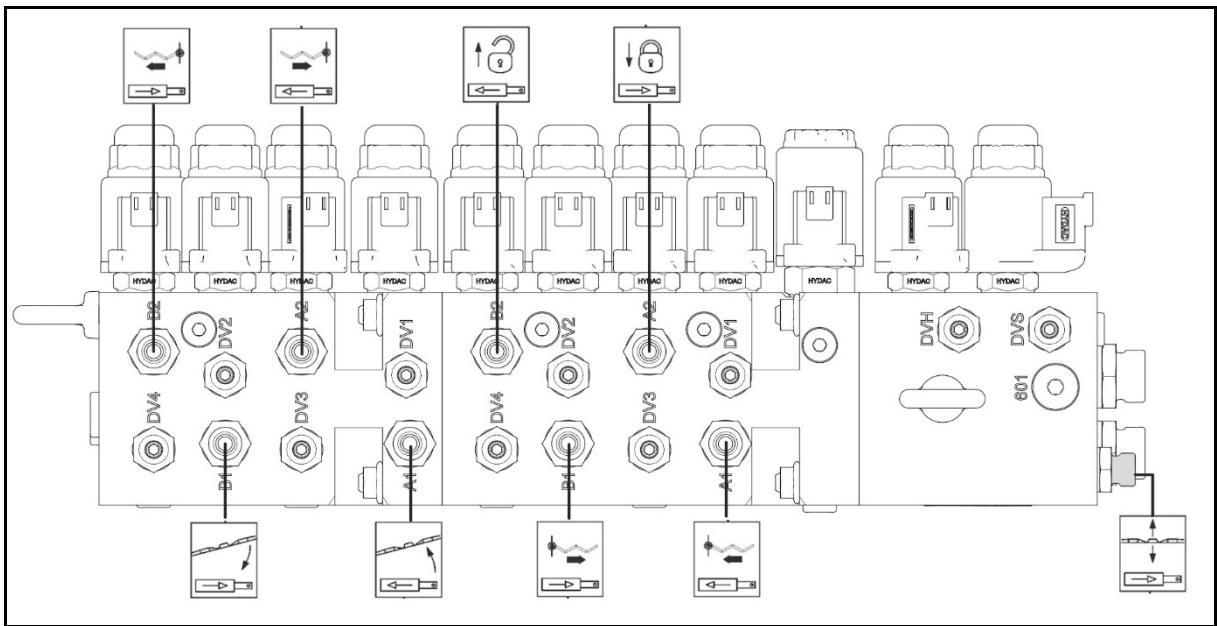 HYDAC
HYDAC HYDAC HYDAC HYDAC HYDAC HYDAC HYDAC HYDAC HYDAC HYDAC HYDAC
B2 DV2 A2 DV1 B2 DV2 A2 DV1 DVH DVS
DV4 DV3 DV4 DV3 601
B1 A1 B1 A1